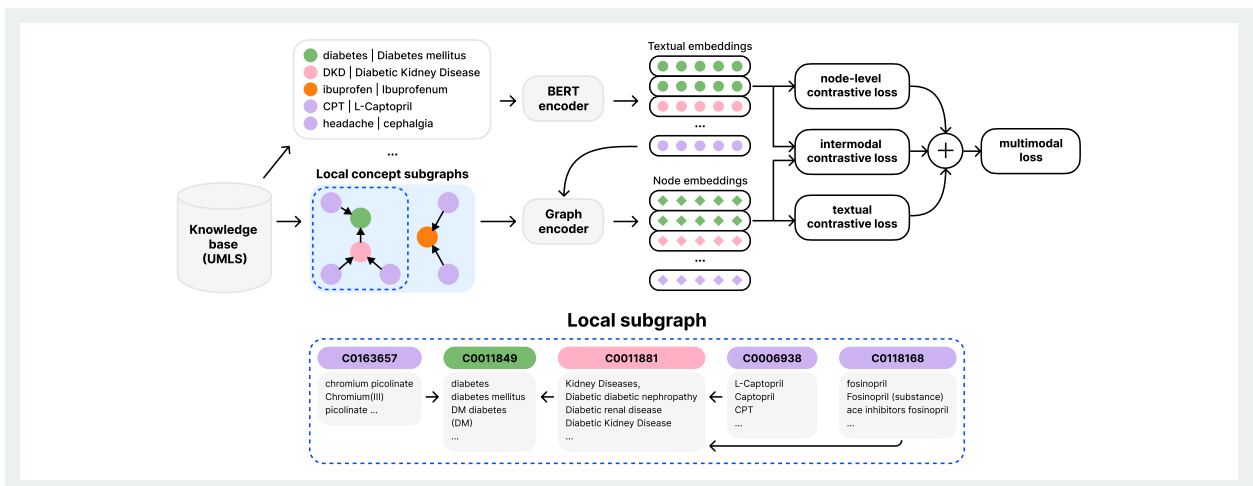 diabetes | Diabetes mellitus
DKD | Diabetic Kidney Disease
ibuprofen | Ibuprofenum
CPT | L-Captopril
headache | cephalgia
...
Local concept subgraphs
Knowledge
base
(UMLS)
BERT
encoder
Graph
encoder
Textual embeddings
...
Node embeddings
...
node-level
contrastive loss
intermodal
contrastive loss
textual
contrastive loss
+
multimodal
loss
Local subgraph
C0163657
chromium picolinate
Chromium(III)
picolinate ...
C0011849
diabetes
diabetes mellitus
DM diabetes
(DM)
...
C0011881
Kidney Diseases,
Diabetic diabetic nephropathy
Diabetic renal disease
Diabetic Kidney Disease
...
C0006938
L-Captopril
Captopril
CPT
...
C0118168
fosinopril
Fosinopril (substance)
ace inhibitors fosinopril
...